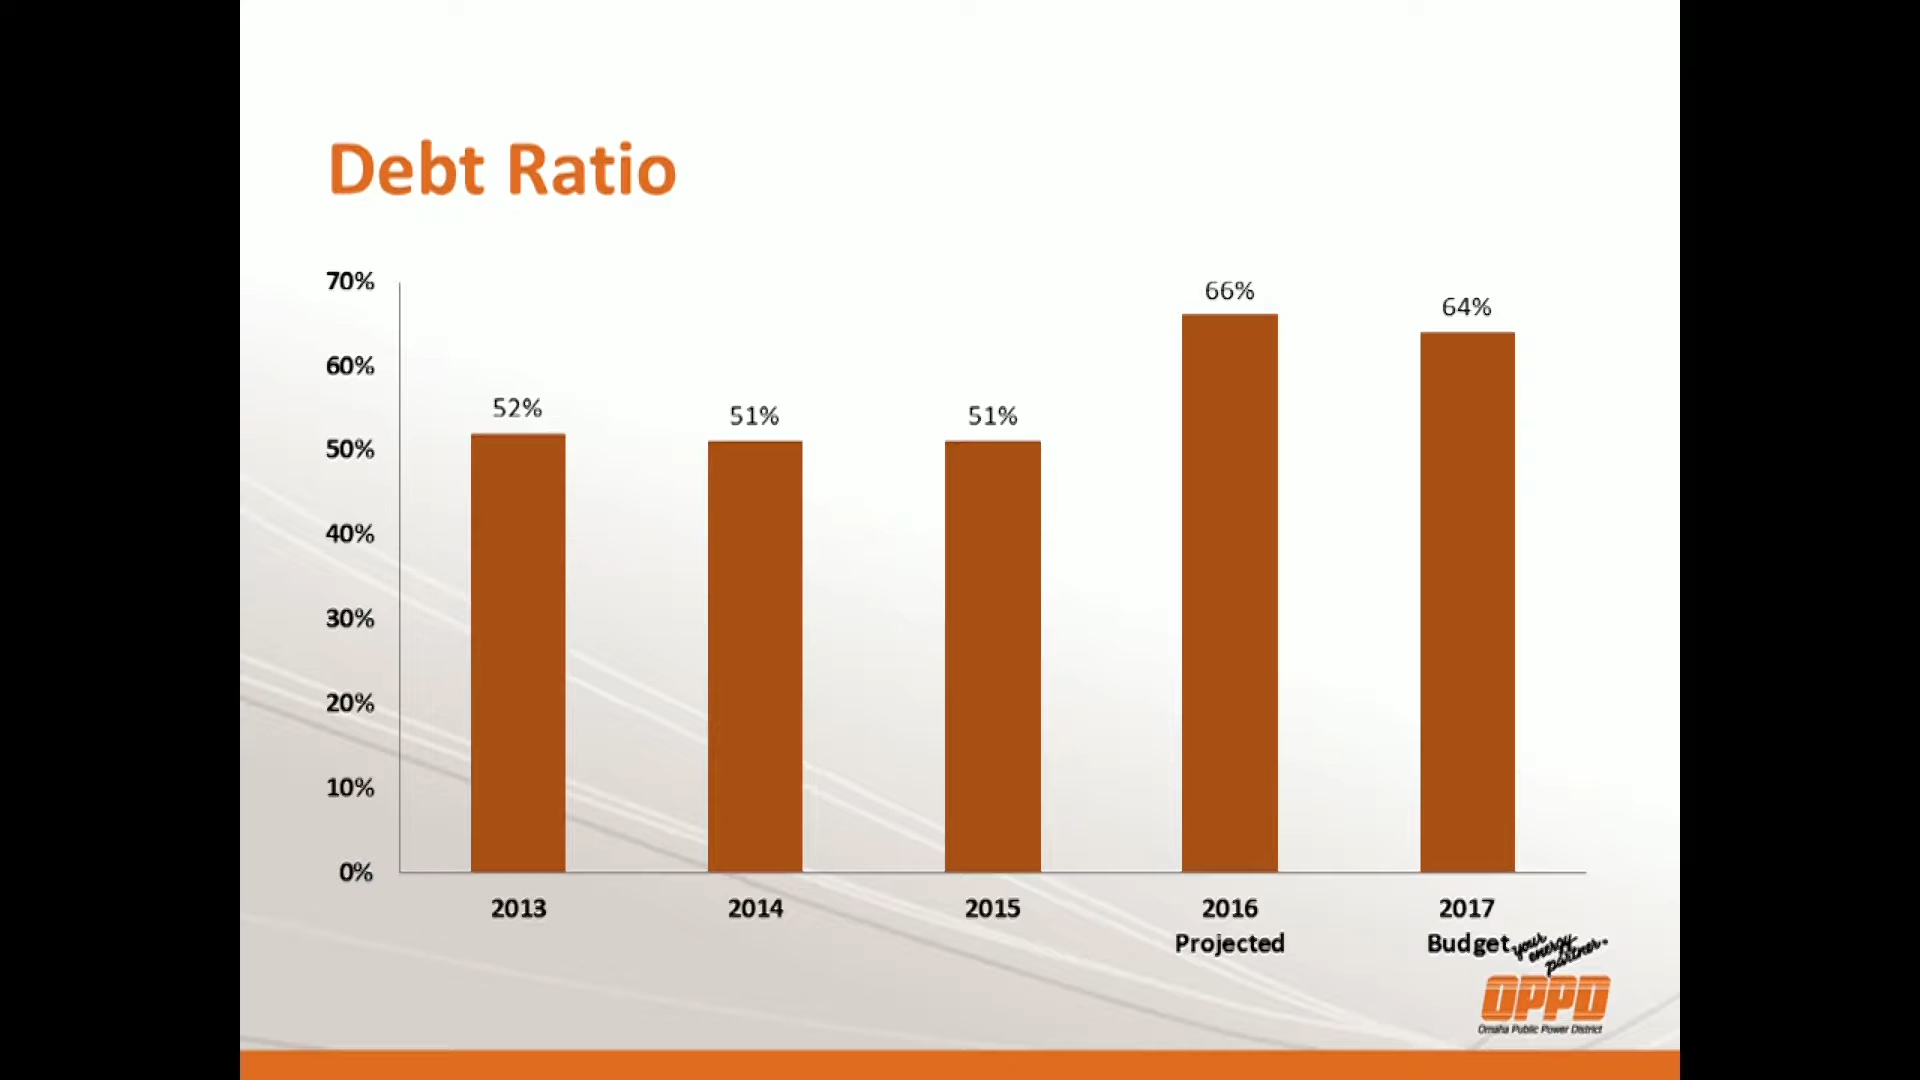 Debt Ratio
70%
60%
50%
40%
30%
20%
10%
0%
52%
51%
51%
66%
64%
2013
2014
2015
2016
Projected
2017
Budget
your
energy
partner.
OPPD
Omaha Public Power District